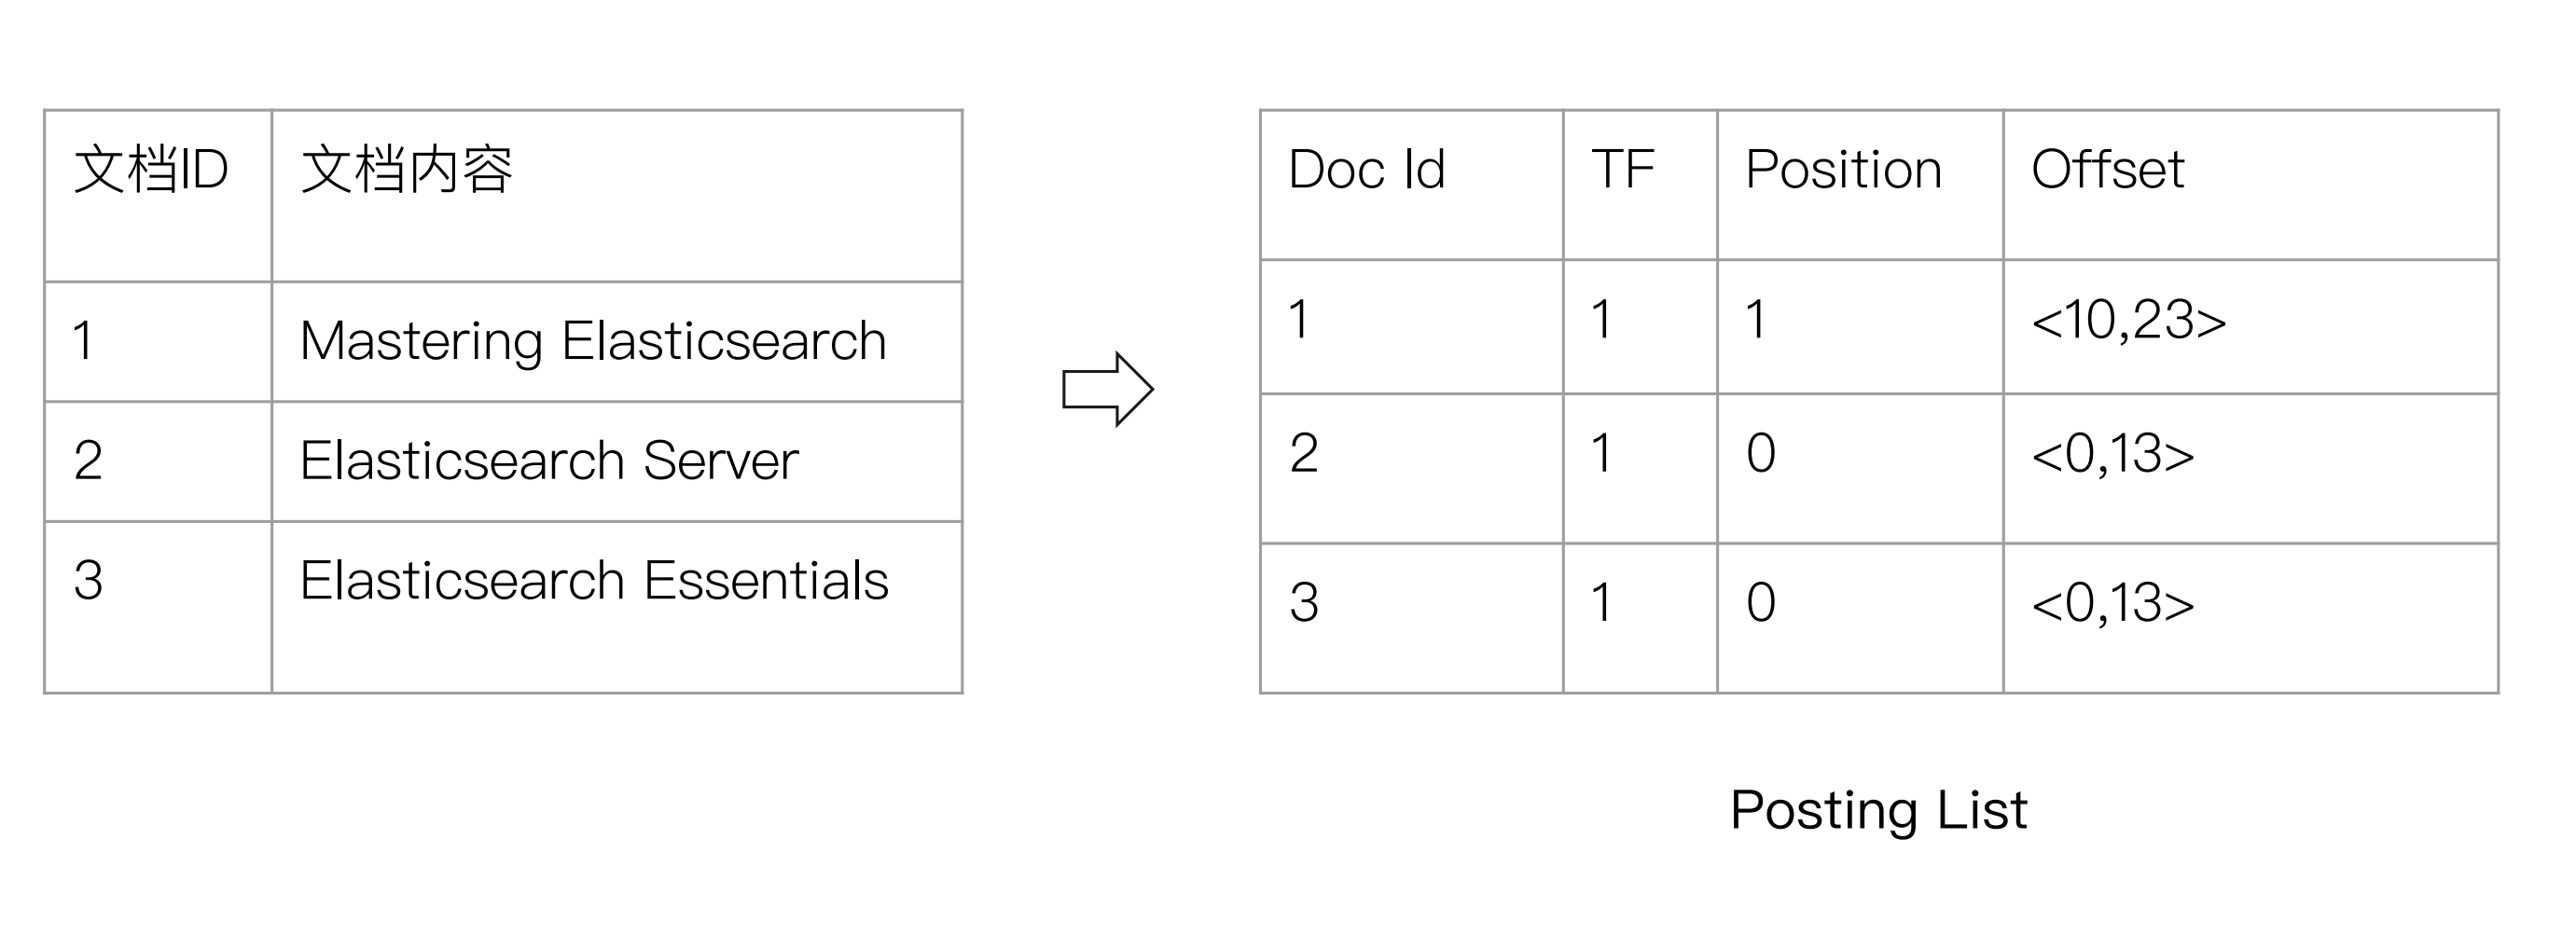 文档ID 文档内容
1 Mastering Elasticsearch
2 Elasticsearch Server
3 Elasticsearch Essentials
Doc Id TF Position Offset
1 1 1 <10,23>
2 1 0 <0,13>
3 1 0 <0,13>
Posting List